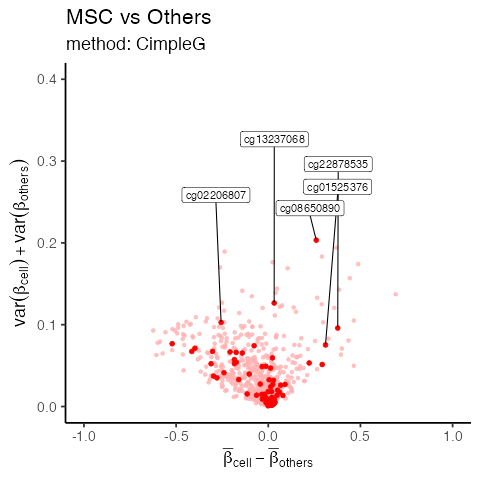 MSC vs Others
method: CimpleG
var(βcell) + var(βothers)
0.4
0.3
0.2
0.1
0.0
cg13237068
cg22878535
cg01525376
cg02206807
cg08650890
-1.0 -0.5 0.0 0.5 1.0
β̅cell − β̅others